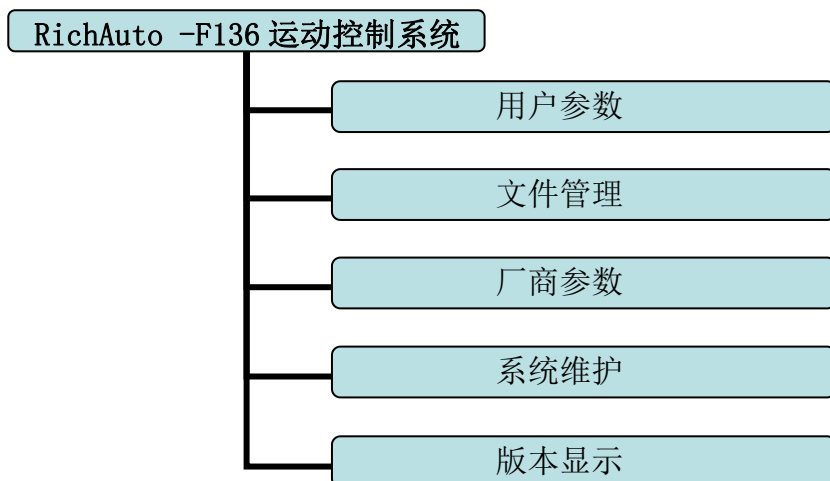 RichAuto -F136 运动控制系统
用户参数
文件管理
厂商参数
系统维护
版本显示